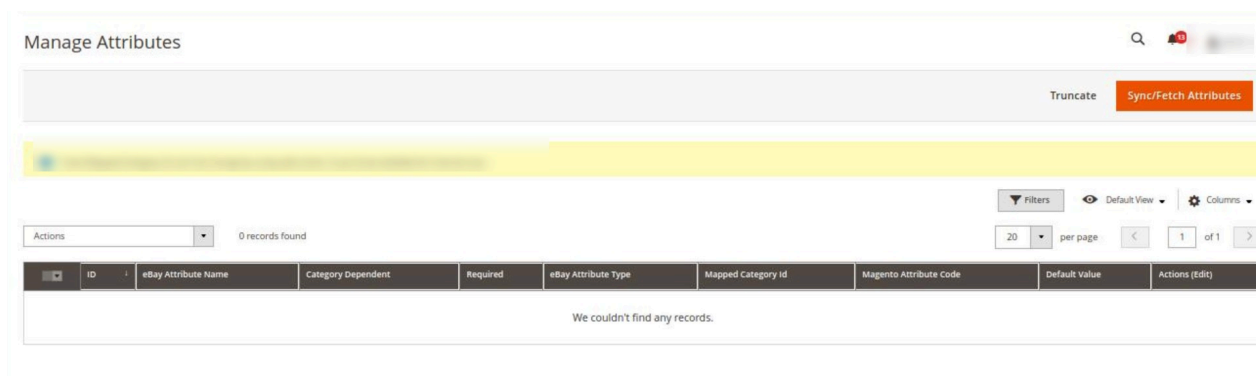 Manage Attributes
13
Truncate Sync/Fetch Attributes
Filters Default View Columns
Actions 0 records found 20 per page 1 of 1
ID ↓ eBay Attribute Name Category Dependent Required eBay Attribute Type Mapped Category Id Magento Attribute Code Default Value Actions (Edit)
We couldn't find any records.